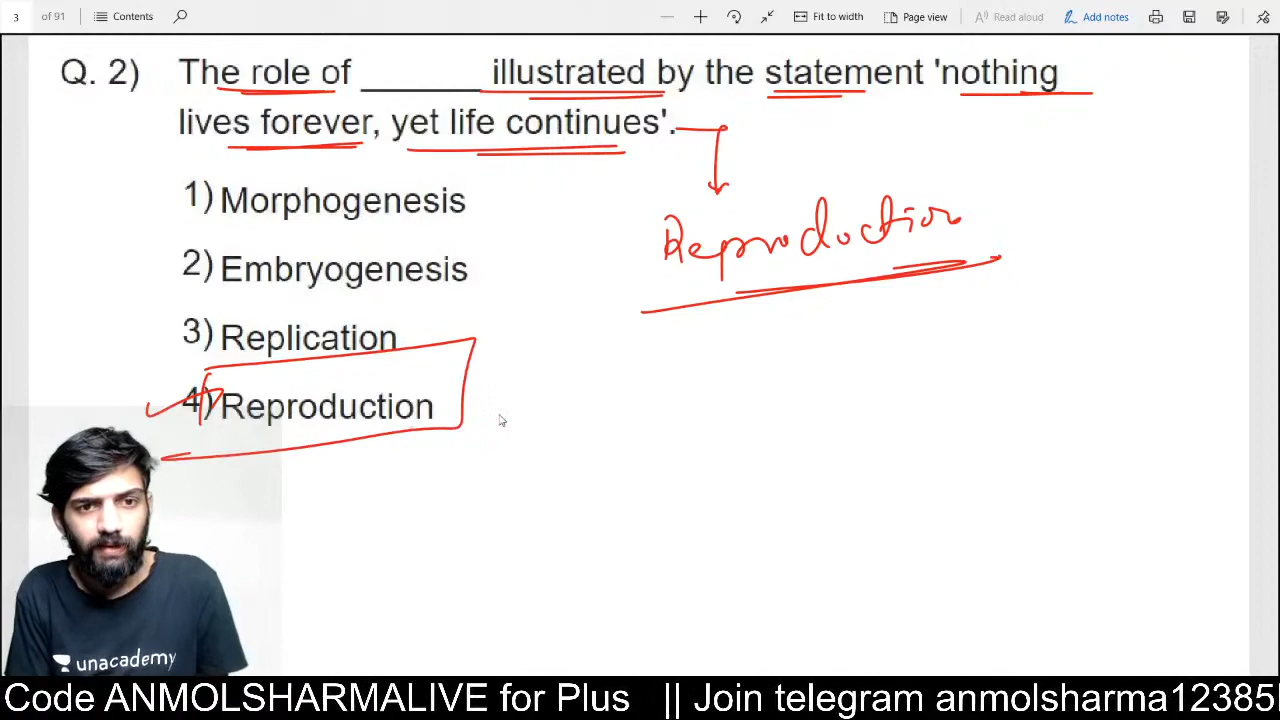 3 of 91 Contents Fit to width Page view Read aloud Add notes
Q. 2) The role of ______ illustrated by the statement 'nothing
lives forever, yet life continues'.
1) Morphogenesis
Reproduction
2) Embryogenesis
3) Replication
4) Reproduction
unacademy
Code ANMOLSHARMALIVE for Plus || Join telegram anmolsharma12385